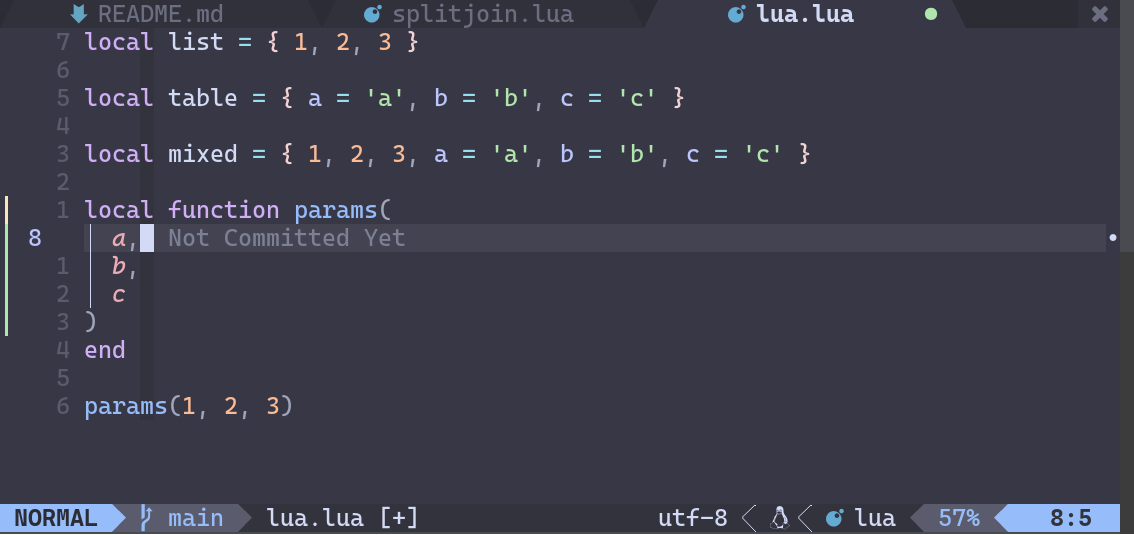 README.md splitjoin.lua lua.lua
7 local list = { 1, 2, 3 }
6
5 local table = { a = 'a', b = 'b', c = 'c' }
4
3 local mixed = { 1, 2, 3, a = 'a', b = 'b', c = 'c' }
2
1 local function params(
8 a, Not Committed Yet
1 b,
2 c
3 )
4 end
5
6 params(1, 2, 3)
NORMAL main lua.lua [+] utf-8 lua 57% 8:5